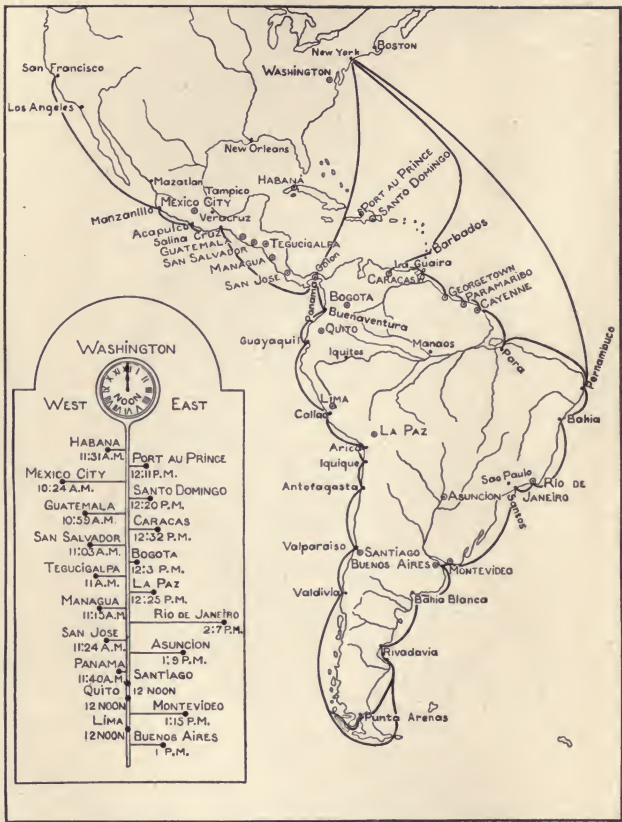 BOSTON
New York
WASHINGTON
San Francisco
Los Angeles
New Orleans
HABANA
PORT AU PRINCE
SANTO DOMINGO
Mazatlan
Tampico
MEXICO CITY
Veracruz
Manzanillo
Acapulco
Salina Cruz
GUATEMALA
TEGUCIGALPA
SAN SALVADOR
MANAGUA
SAN JOSE
Colon
Panama
Barbados
La Guaira
CARACAS
GEORGETOWN
PARAMARIBO
CAYENNE
BOGOTA
Buenaventura
QUITO
Guayaquil
Iquitos
Manaos
Para
Pernambuco
LIMA
Callao
Bahia
LA PAZ
Arica
Iquique
Antofagasta
Sao Paulo
RIO DE
JANEIRO
Santos
ASUNCION
Valparaiso
SANTIAGO
BUENOS AIRES
MONTEVIDEO
Valdivia
Bahia Blanca
Rivadavia
Punta Arenas
WASHINGTON
NOON
WEST EAST
HABANA
11:31 A.M.
PORT AU PRINCE
12:11 P.M.
MEXICO CITY
10:24 A.M.
SANTO DOMINGO
12:20 P.M.
GUATEMALA
10:55 A.M.
CARACAS
12:32 P.M.
SAN SALVADOR
11:03 A.M.
BOGOTA
12:3 P.M.
TEGUCIGALPA
11 A.M.
LA PAZ
12:25 P.M.
MANAGUA
11:15 A.M.
RIO DE JANEIRO
2:7 P.M.
SAN JOSE
11:24 A.M.
ASUNCION
1:9 P.M.
PANAMA
11:40 A.M.
SANTIAGO
12 NOON
QUITO
12 NOON
MONTEVIDEO
1:15 P.M.
LIMA
12 NOON
BUENOS AIRES
1 P.M.